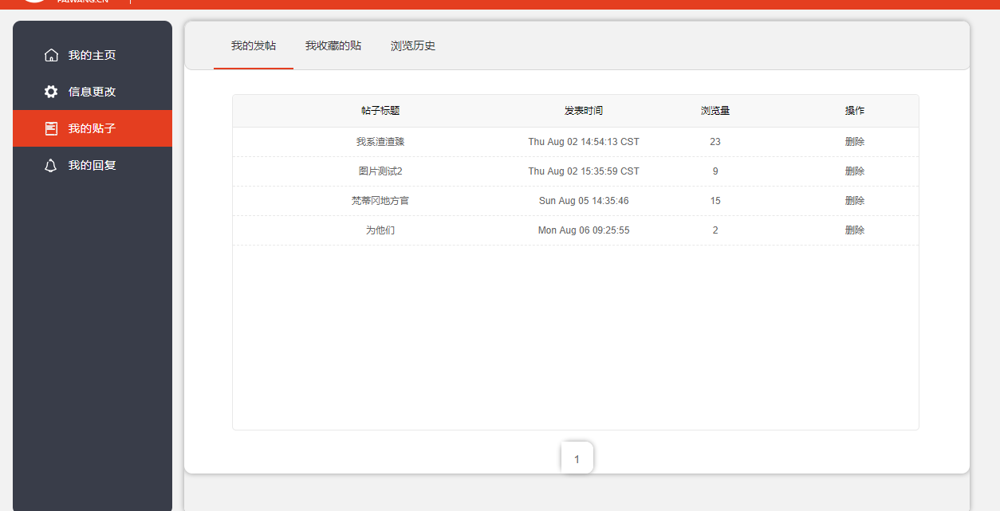 PAIWANG.CN
我的主页
信息更改
我的贴子
我的回复
我的发帖 我收藏的贴 浏览历史
帖子标题 发表时间 浏览量 操作
我系渣渣臻 Thu Aug 02 14:54:13 CST 23 删除
图片测试2 Thu Aug 02 15:35:59 CST 9 删除
梵蒂冈地方官 Sun Aug 05 14:35:46 15 删除
为他们 Mon Aug 06 09:25:55 2 删除
1